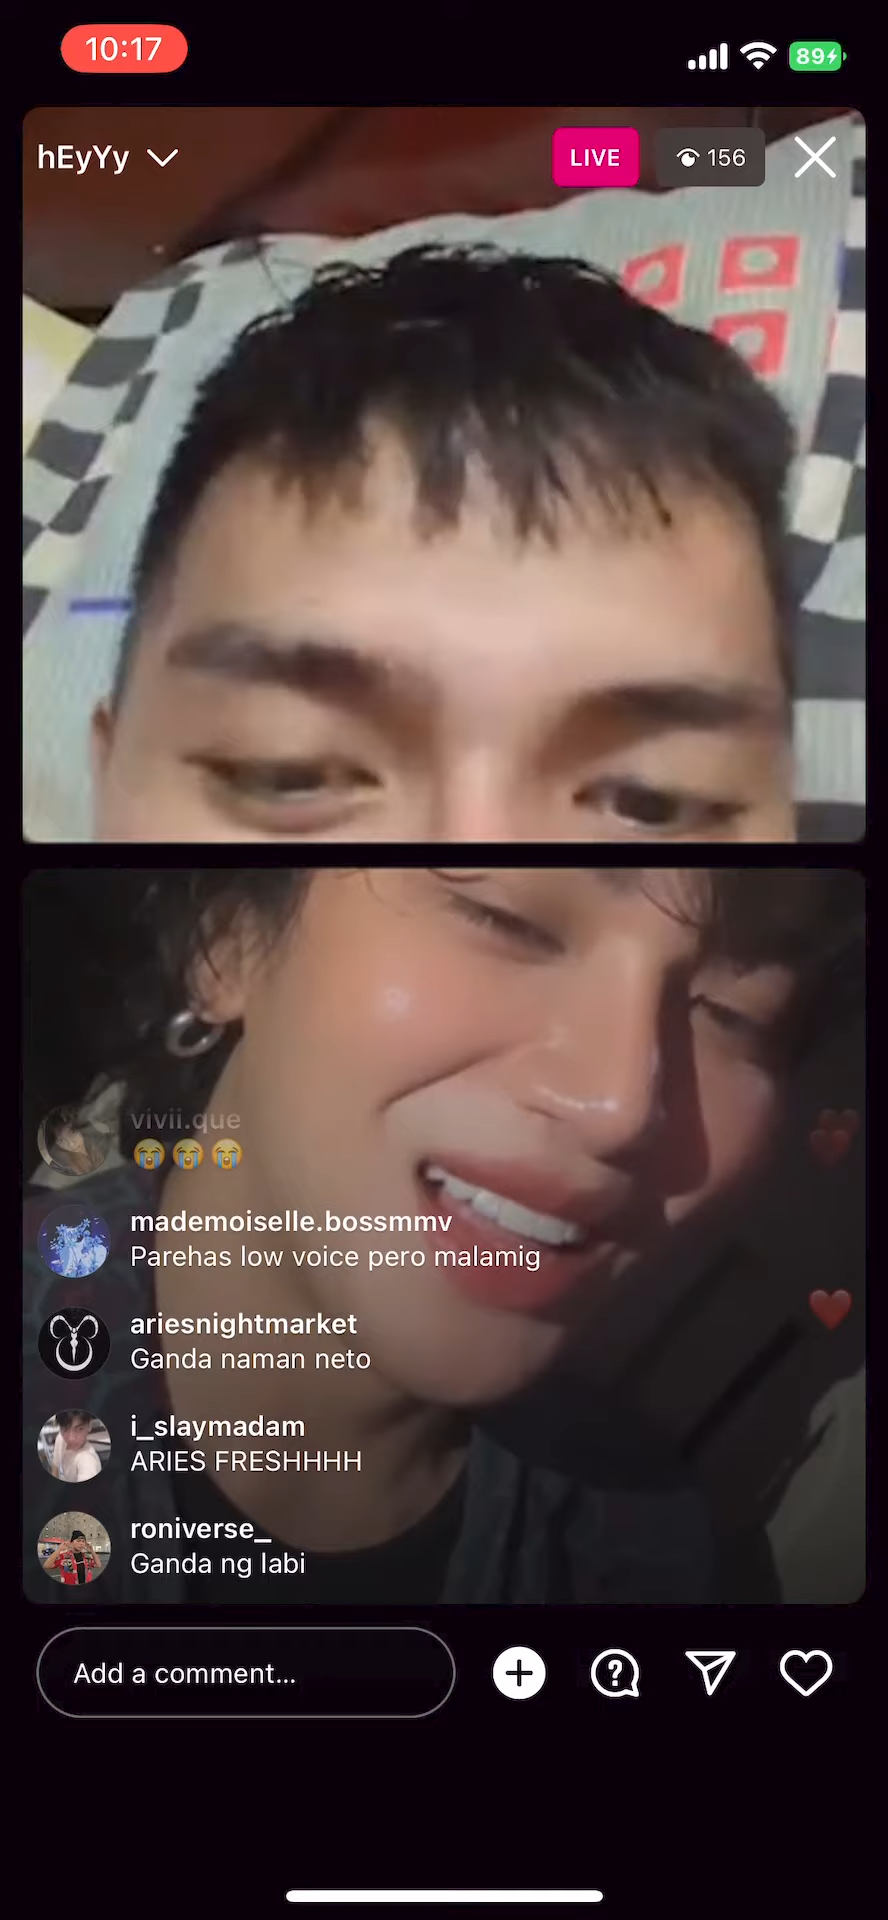 10:17
89
hEyYy
LIVE
156
vivii.que
😭😭😭
mademoiselle.bossmmv
Parehas low voice pero malamig
ariesnightmarket
Ganda naman neto
i_slaymadam
ARIES FRESHHHH
roniverse_
Ganda ng labi
Add a comment...